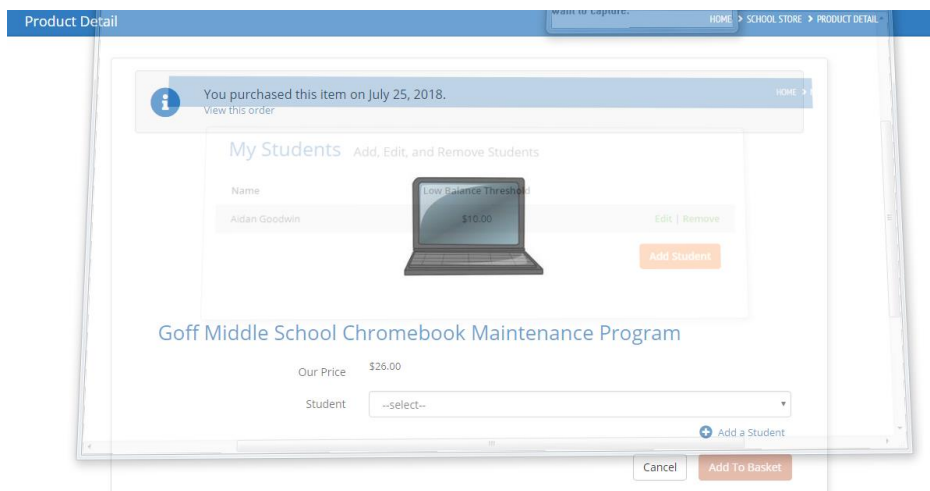 want to capture.
Product Detail
HOME > SCHOOL STORE > PRODUCT DETAIL
You purchased this item on July 25, 2018.
HOME >
View this order
My Students Add, Edit, and Remove Students
Name Low Balance Threshold
Aidan Goodwin $10.00 Edit | Remove
Add Student
Goff Middle School Chromebook Maintenance Program
Our Price $26.00
Student --select--
Add a Student
Cancel Add To Basket